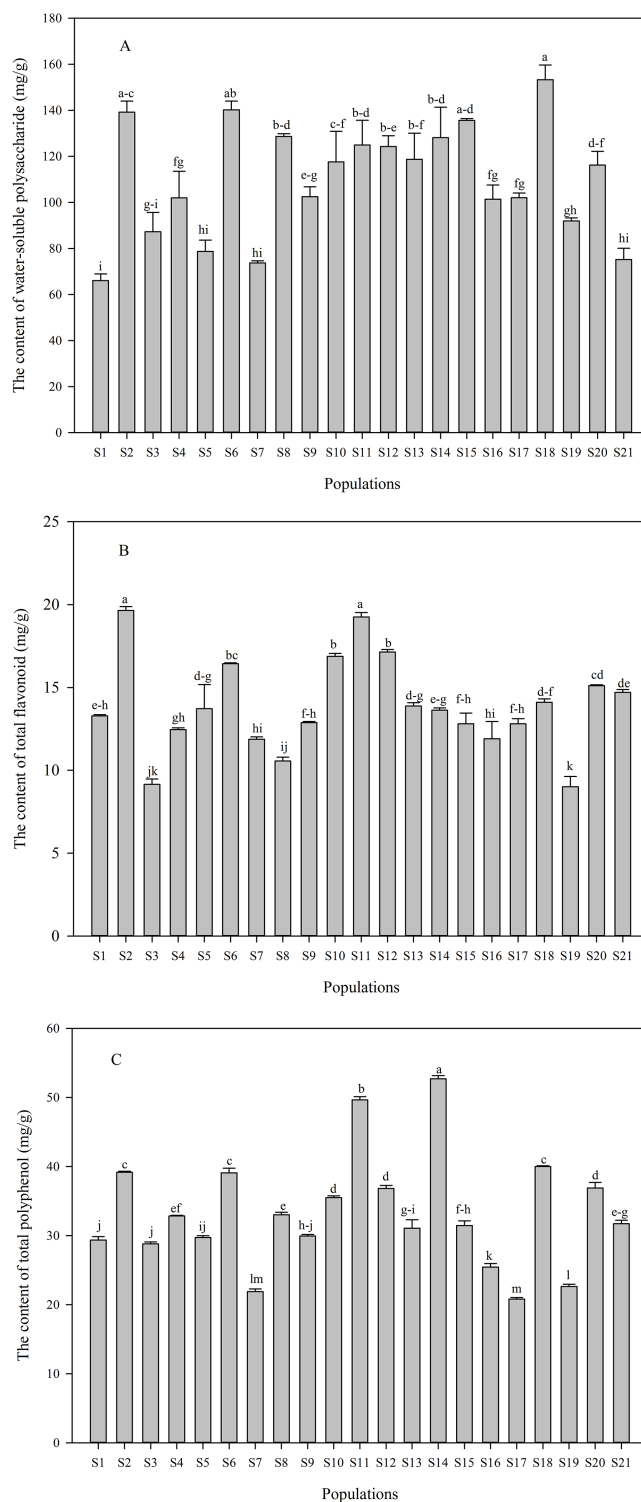 A
The content of water-soluble polysaccharide (mg/g)
180
160
140
120
100
80
60
40
20
0
i
a-c
g-i
fg
hi
ab
hi
b-d
e-g
c-f
b-d
b-e
b-f
b-d
a-d
fg
fg
a
gh
d-f
hi
S1 S2 S3 S4 S5 S6 S7 S8 S9 S10 S11 S12 S13 S14 S15 S16 S17 S18 S19 S20 S21
Populations
B
The content of total flavonoid (mg/g)
25
20
15
10
5
0
e-h
a
jk
gh
d-g
bc
hi
ij
f-h
b
a
b
d-g
e-g
f-h
hi
f-h
d-f
k
cd
de
S1 S2 S3 S4 S5 S6 S7 S8 S9 S10 S11 S12 S13 S14 S15 S16 S17 S18 S19 S20 S21
Populations
C
The content of total polyphenol (mg/g)
60
50
40
30
20
10
0
j
c
j
ef
ij
c
lm
e
h-j
d
b
d
g-i
a
f-h
k
m
c
l
d
e-g
S1 S2 S3 S4 S5 S6 S7 S8 S9 S10 S11 S12 S13 S14 S15 S16 S17 S18 S19 S20 S21
Populations